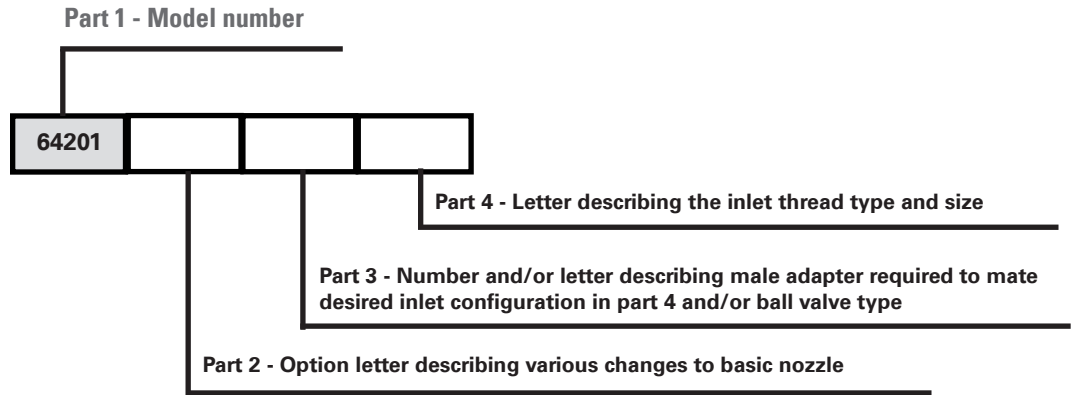 Part 1 - Model number
64201
Part 4 - Letter describing the inlet thread type and size
Part 3 - Number and/or letter describing male adapter required to mate
desired inlet configuration in part 4 and/or ball valve type
Part 2 - Option letter describing various changes to basic nozzle